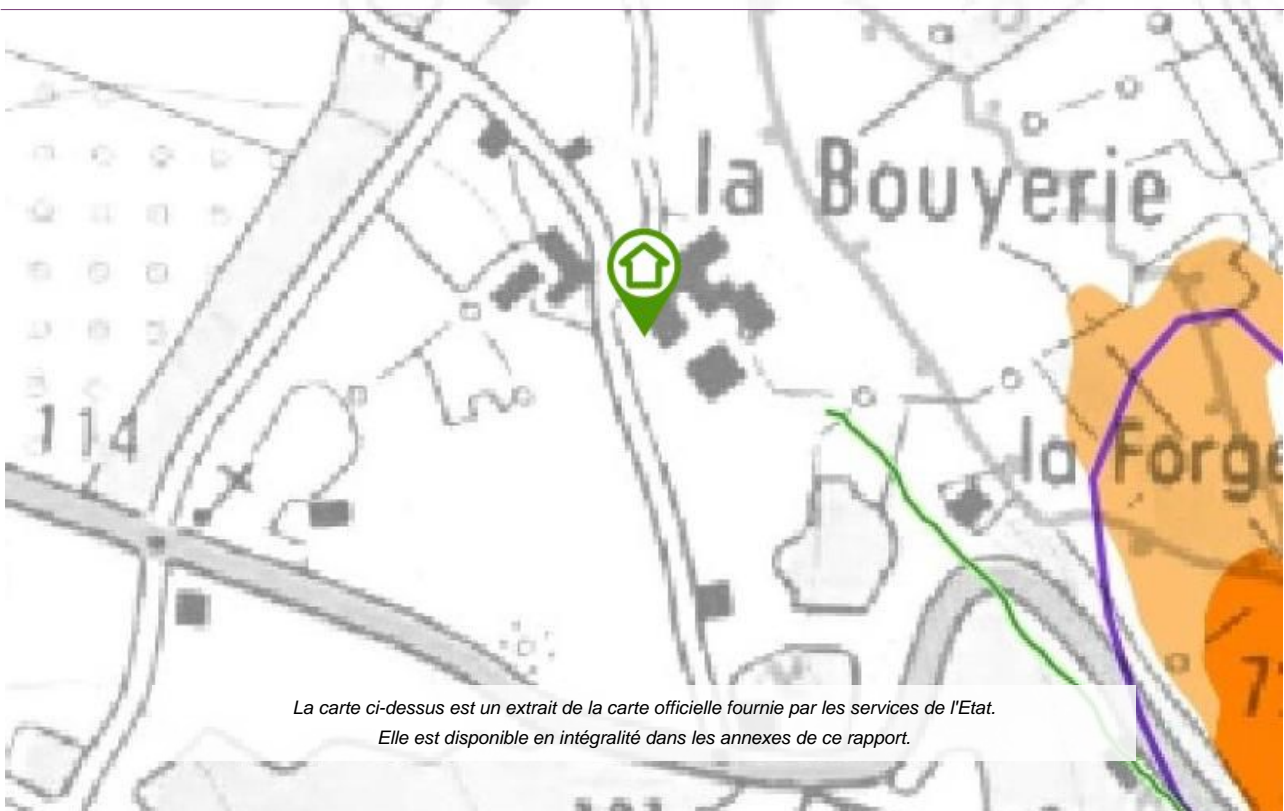 la Bouyerie
114
la Forge
La carte ci-dessus est un extrait de la carte officielle fournie par les services de l'Etat.
Elle est disponible en intégralité dans les annexes de ce rapport.